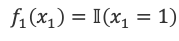 f₁(x₁) = 𝕀(x₁ = 1)